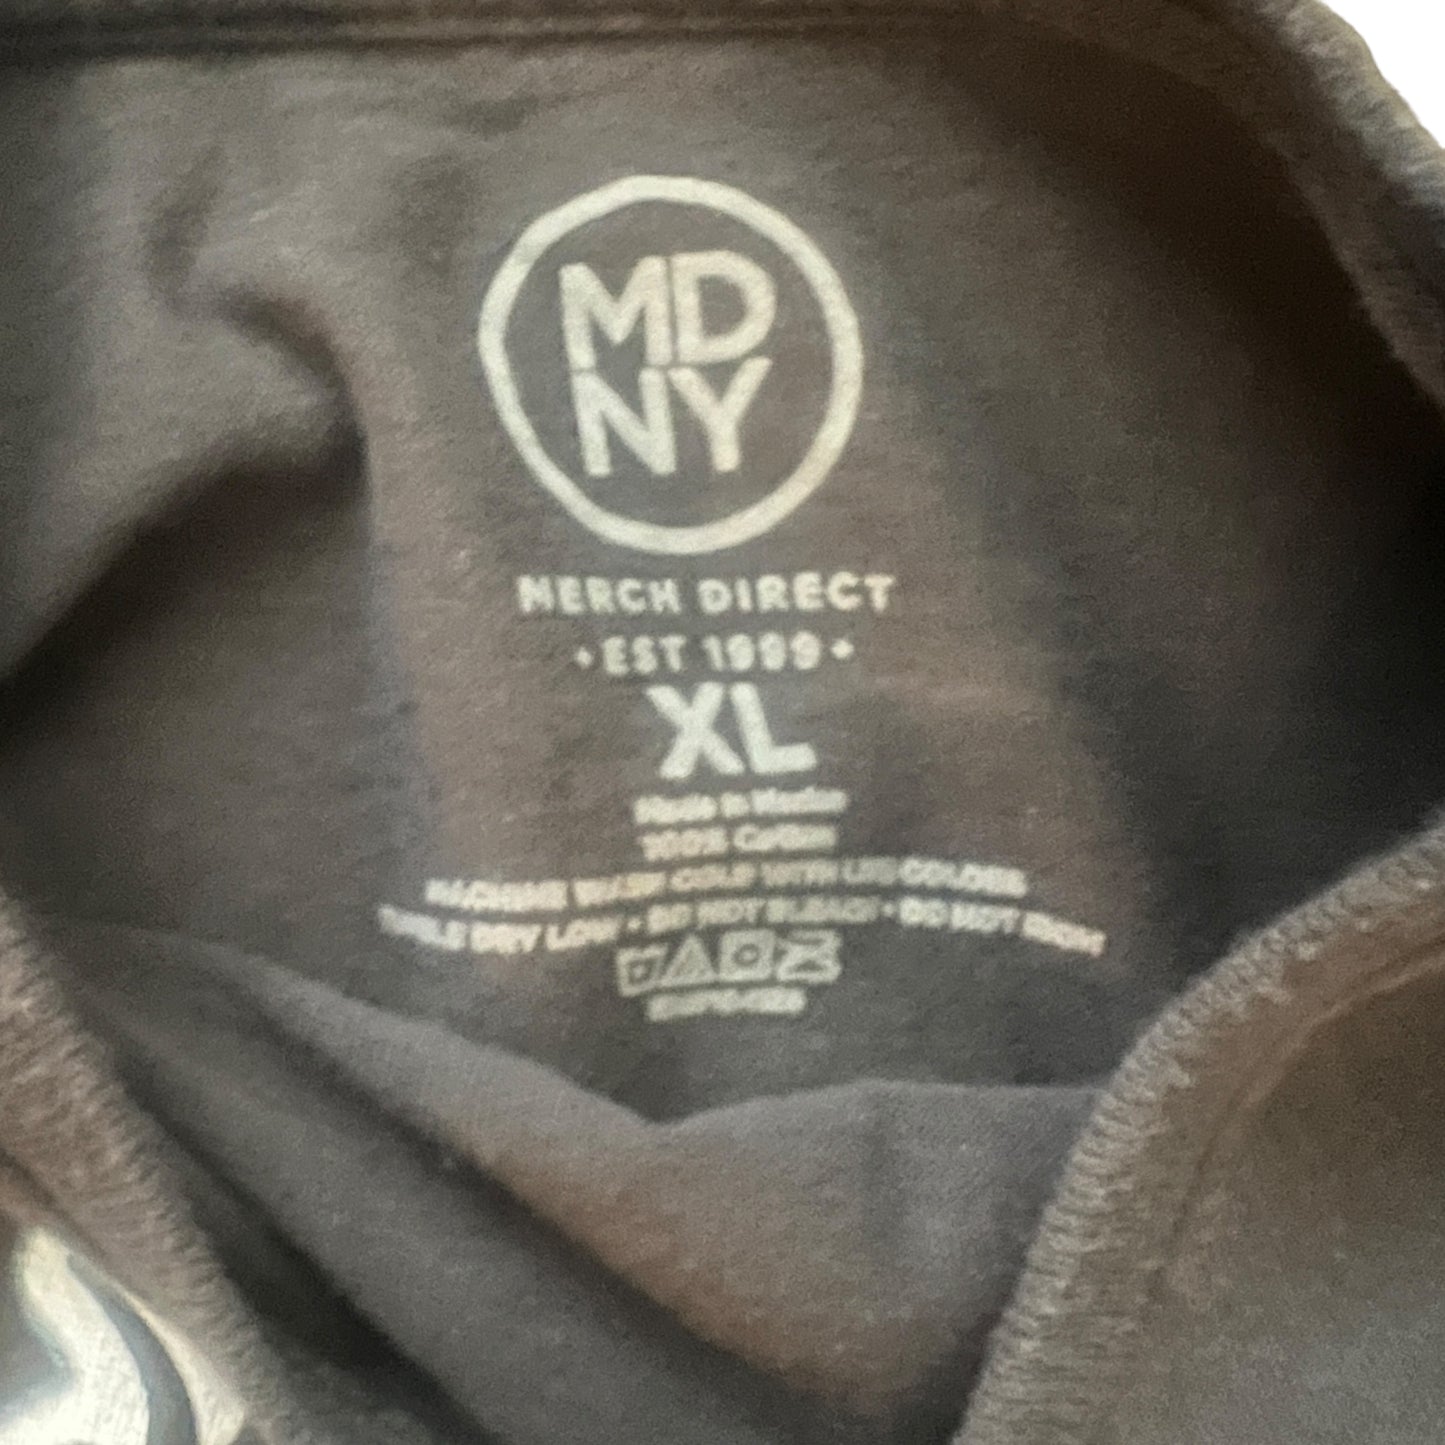 MD
NY
MERCH DIRECT
• EST 1999 •
XL
Made in Mexico
100% Cotton
MACHINE WASH COLD WITH LIKE COLORS
TUMBLE DRY LOW • DO NOT BLEACH • DO NOT IRON